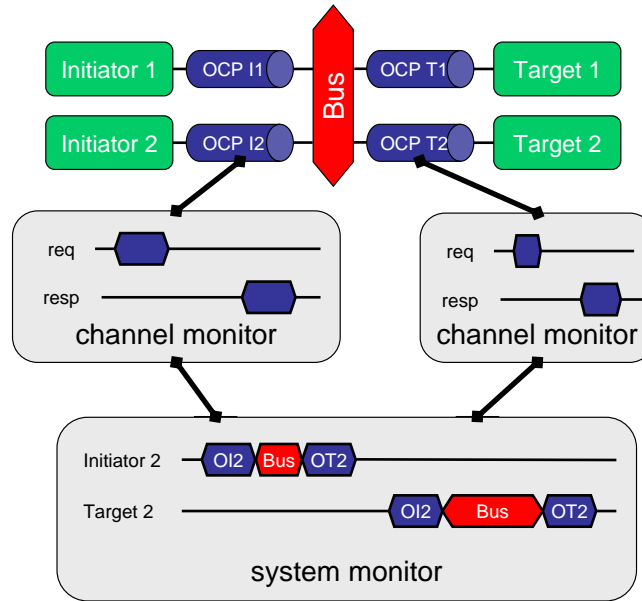 Initiator 1
OCP I1
Bus
OCP T1
Target 1
Initiator 2
OCP I2
OCP T2
Target 2
req
resp
channel monitor
req
resp
channel monitor
Initiator 2
OI2
Bus
OT2
Target 2
OI2
Bus
OT2
system monitor